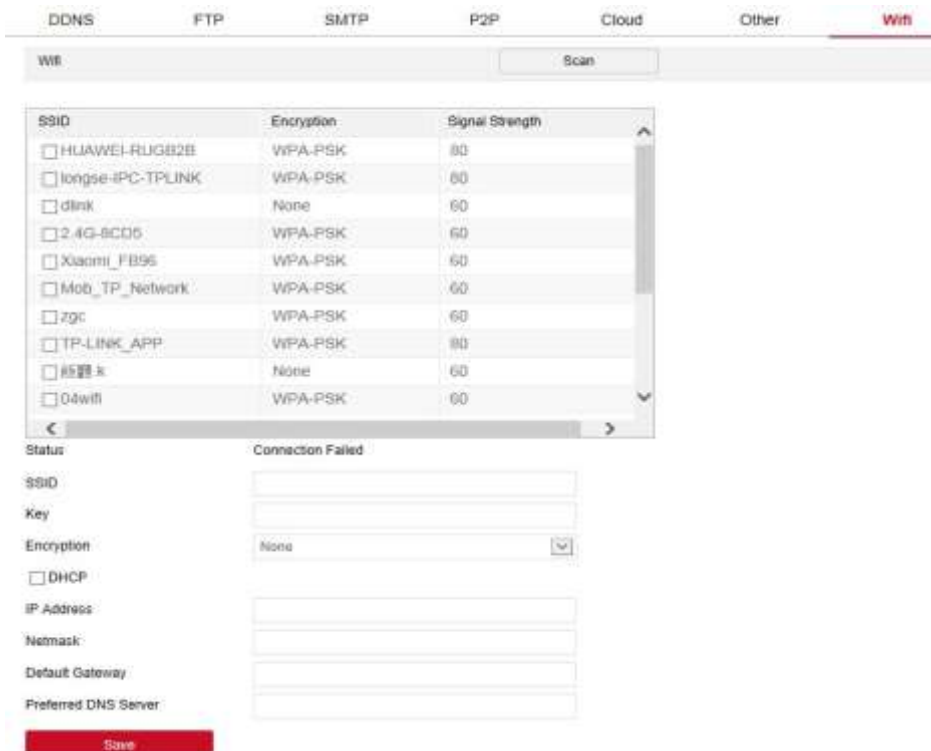 DDNS FTP SMTP P2P Cloud Other Wifi
Wifi Scan
SSID Encryption Signal Strength
HUAWEI-RUGB2B WPA-PSK 80
longse-IPC-TPLINK WPA-PSK 80
dlink None 60
2.4G-8CD5 WPA-PSK 60
Xiaomi_FB96 WPA-PSK 60
Mob_TP_Network WPA-PSK 60
zgc WPA-PSK 60
TP-LINK_APP WPA-PSK 80
k None 60
04wifi WPA-PSK 60
Status Connection Failed
SSID
Key
Encryption None
DHCP
IP Address
Netmask
Default Gateway
Preferred DNS Server
Save